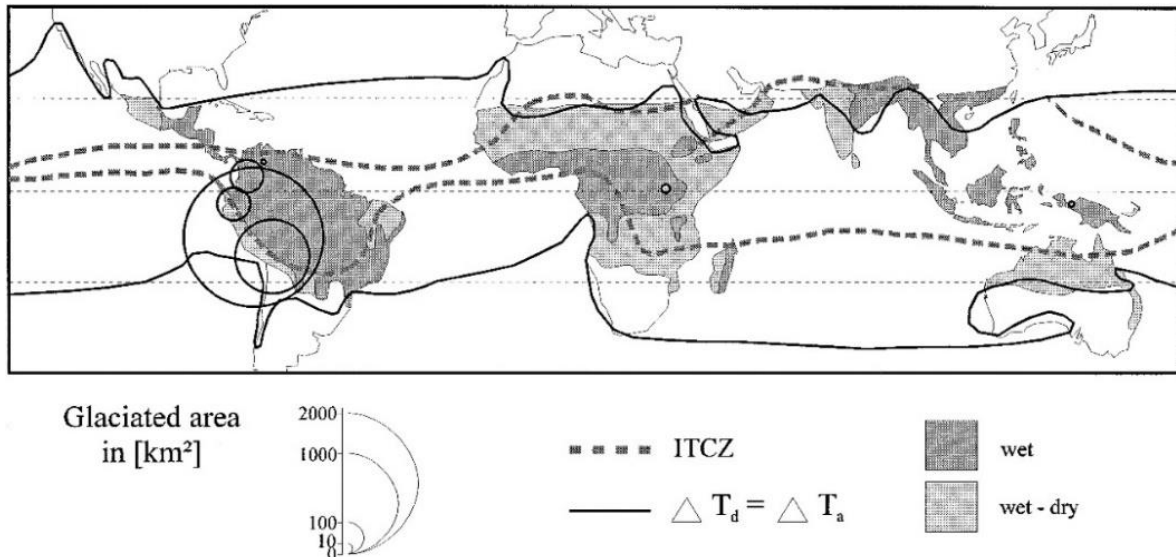 Glaciated area
in [km²]
2000
1000
100
10
0
ITCZ
△ T_d = △ T_a
wet
wet - dry